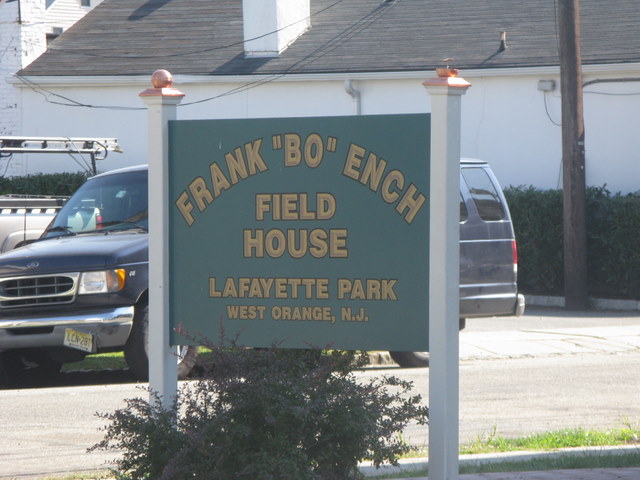 FRANK "BO" ENCH
FIELD
HOUSE
LAFAYETTE PARK
WEST ORANGE, N.J.